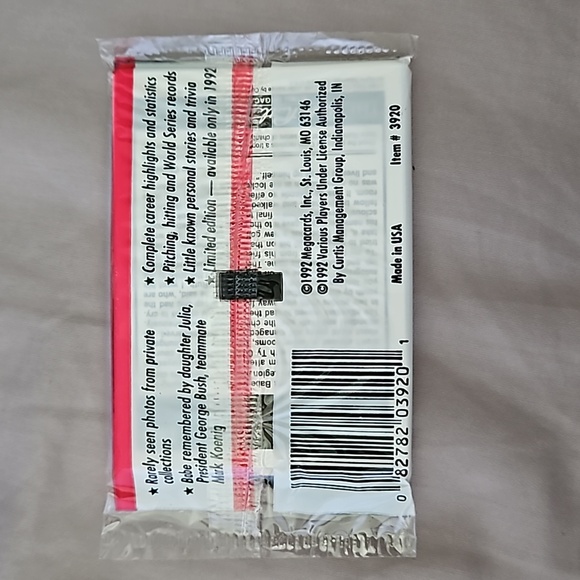 ★ Rarely seen photos from private
collections
★ Babe remembered by daughter Julia,
President George Bush, teammate
Mark Koenig
★ Complete career highlights and statistics
★ Pitching, hitting and World Series records
★ Little known personal stories and trivia
★ Limited edition — available only in 1992
©1992 Megacards, Inc., St. Louis, MO 63146
©1992 Various Players Under License Authorized
By Curtis Management Group, Indianapolis, IN
Made in USA Item # 3920
0 82782 03920 1